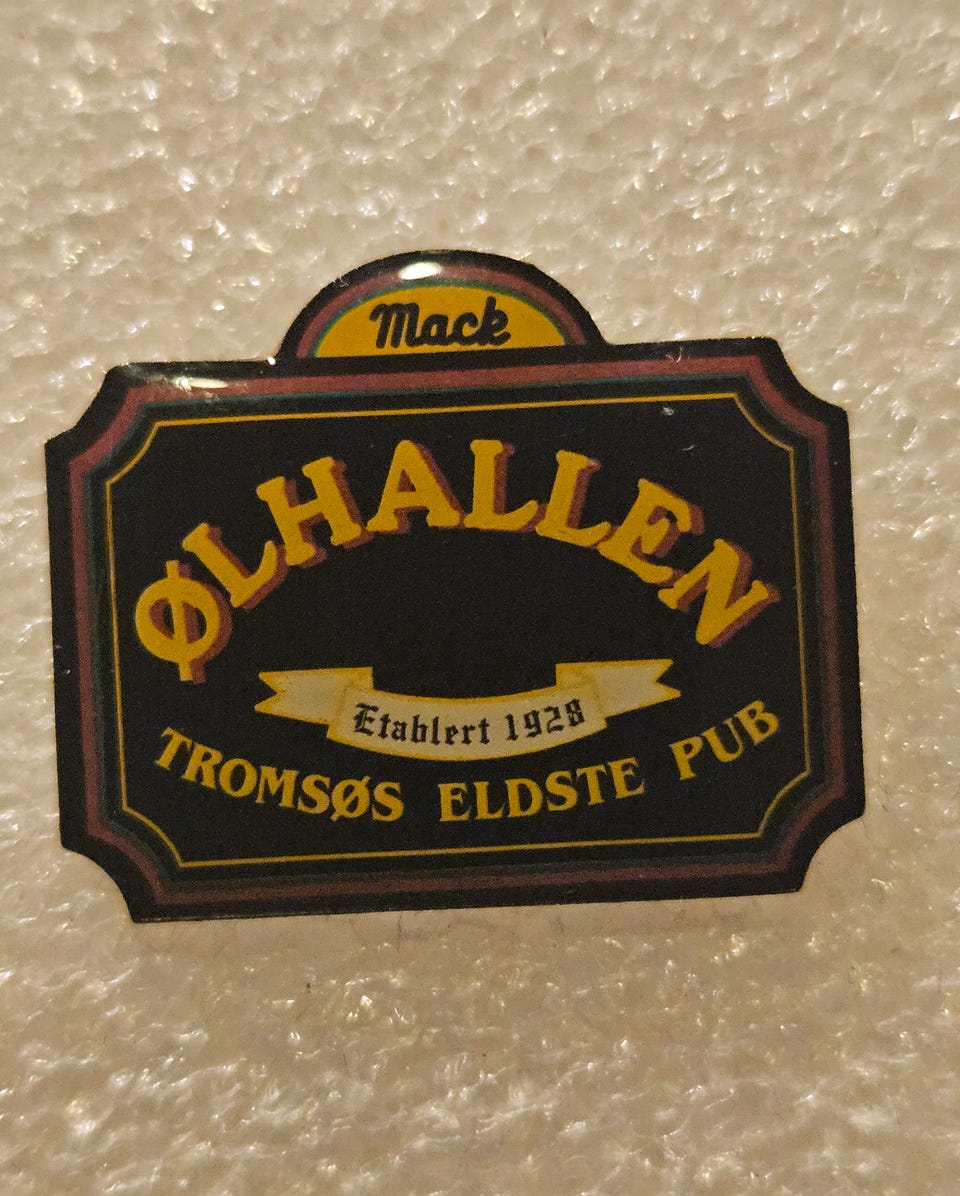 Mack
ØLHALLEN
Etablert 1928
TROMSØS ELDSTE PUB